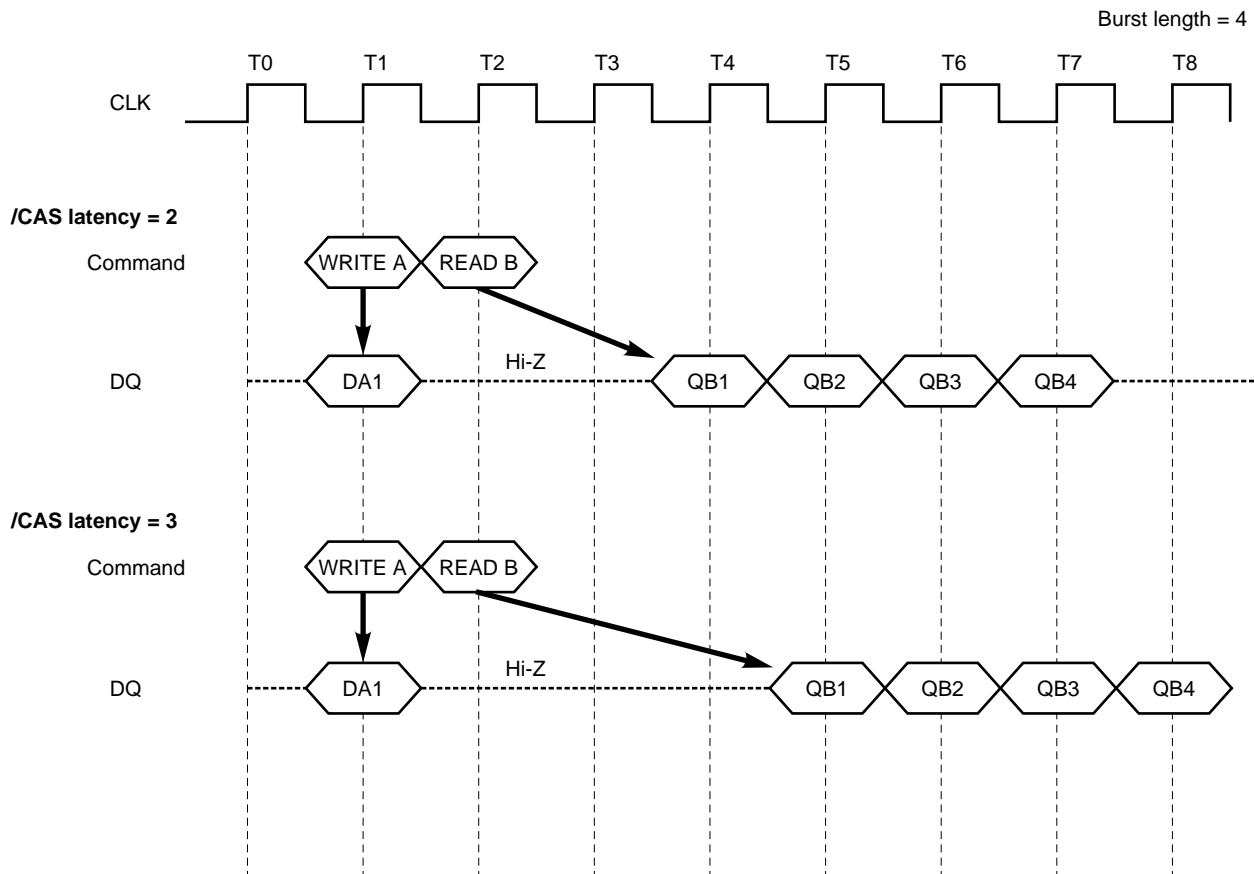 Burst length = 4
T0 T1 T2 T3 T4 T5 T6 T7 T8
CLK
/CAS latency = 2
Command WRITE A READ B
Hi-Z
DQ DA1 QB1 QB2 QB3 QB4
/CAS latency = 3
Command WRITE A READ B
Hi-Z
DQ DA1 QB1 QB2 QB3 QB4